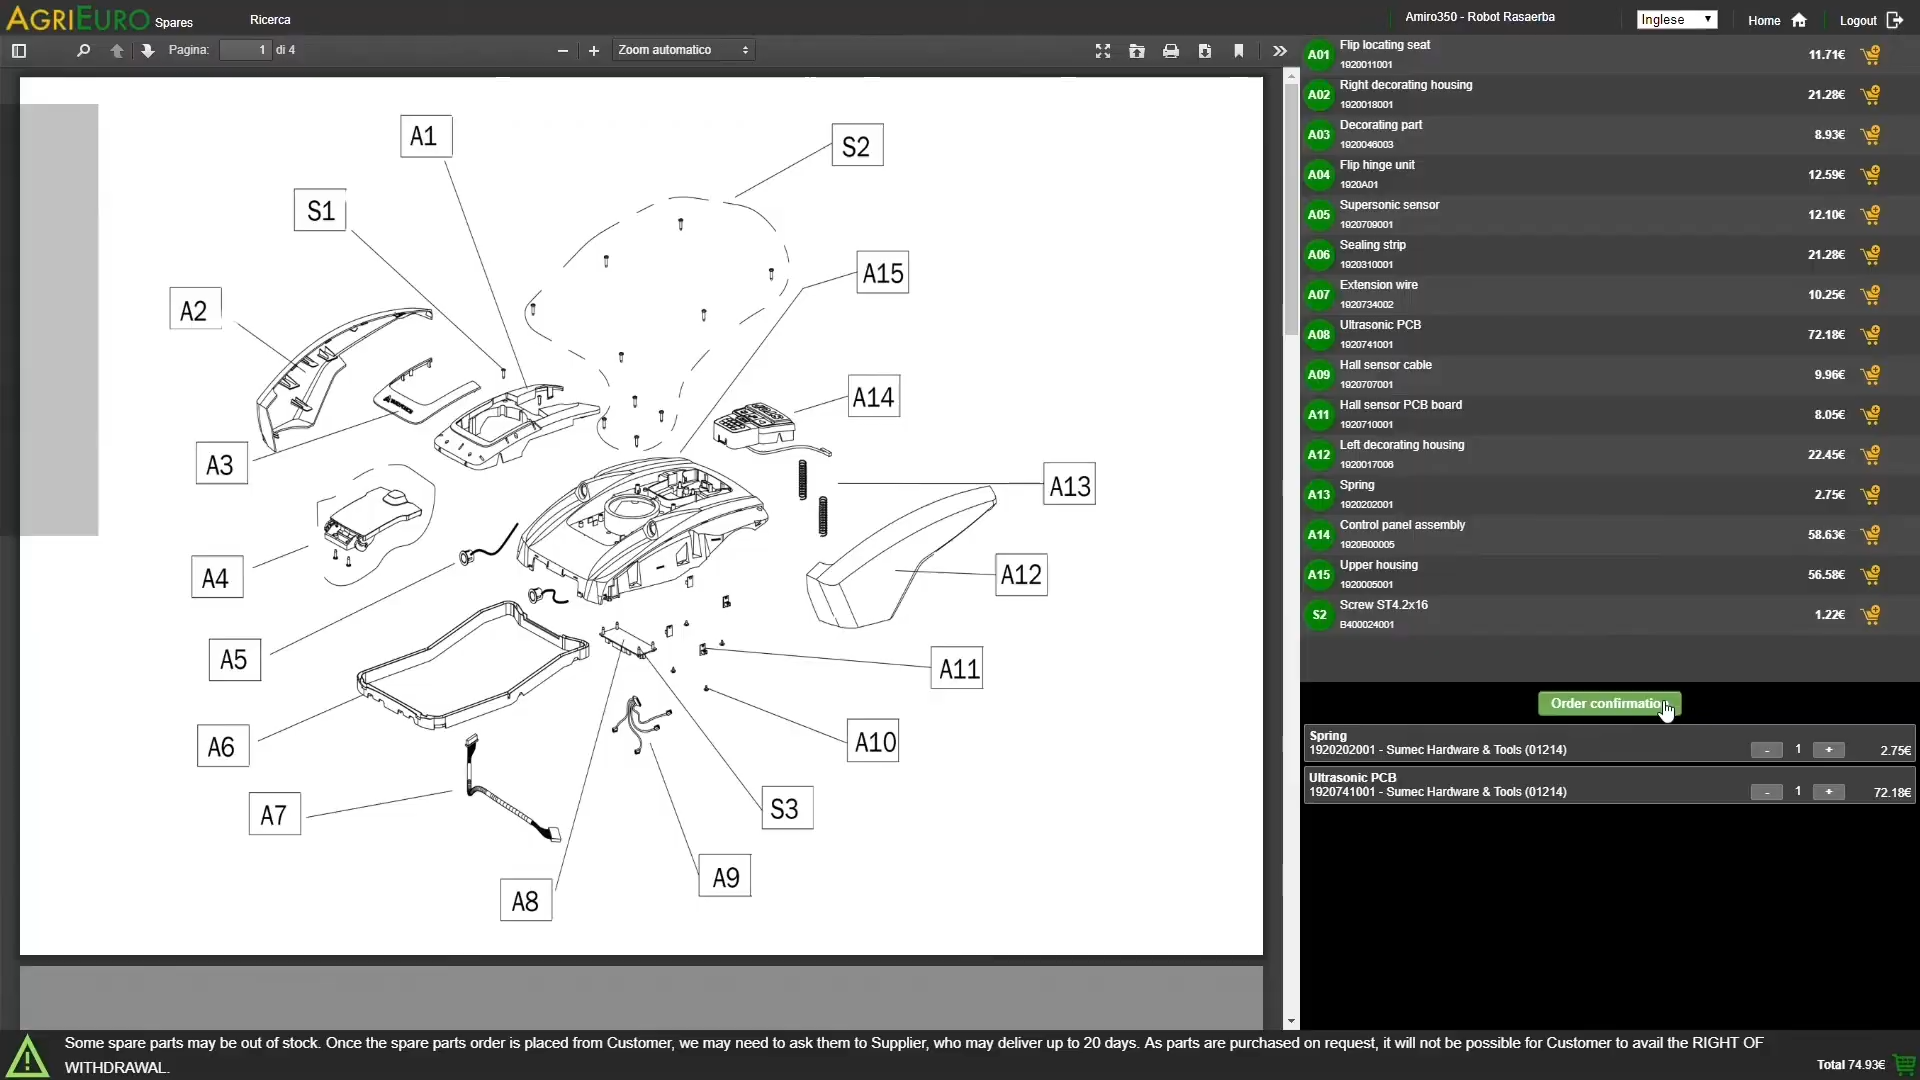 AGRIEURO Spares
Ricerca
Amiro350 - Robot Rasaerba
Inglese
Home
Logout
Pagina: 1 di 4
Zoom automatico
A1
S2
S1
A15
A2
A14
A3
A13
A4
A12
A5
A11
A6
A10
A7
S3
A9
A8
A01 Flip locating seat 11.71€
1920011001
A02 Right decorating housing 21.28€
1920018001
A03 Decorating part 8.93€
1920046003
A04 Flip hinge unit 12.59€
1920A01
A05 Supersonic sensor 12.10€
1920709001
A06 Sealing strip 21.28€
1920310001
A07 Extension wire 10.25€
1920734002
A08 Ultrasonic PCB 72.18€
1920741001
A09 Hall sensor cable 9.96€
1920707001
A11 Hall sensor PCB board 8.05€
1920710001
A12 Left decorating housing 22.45€
1920017006
A13 Spring 2.75€
1920202001
A14 Control panel assembly 58.63€
1920B00005
A15 Upper housing 56.58€
1920005001
S2 Screw ST4.2x16 1.22€
B400024001
Order confirmation
Spring
1920202001 - Sumec Hardware & Tools (01214) - 1 + 2.75€
Ultrasonic PCB
1920741001 - Sumec Hardware & Tools (01214) - 1 + 72.18€
Some spare parts may be out of stock. Once the spare parts order is placed from Customer, we may need to ask them to Supplier, who may deliver up to 20 days. As parts are purchased on request, it will not be possible for Customer to avail the RIGHT OF
WITHDRAWAL.
Total 74.93€